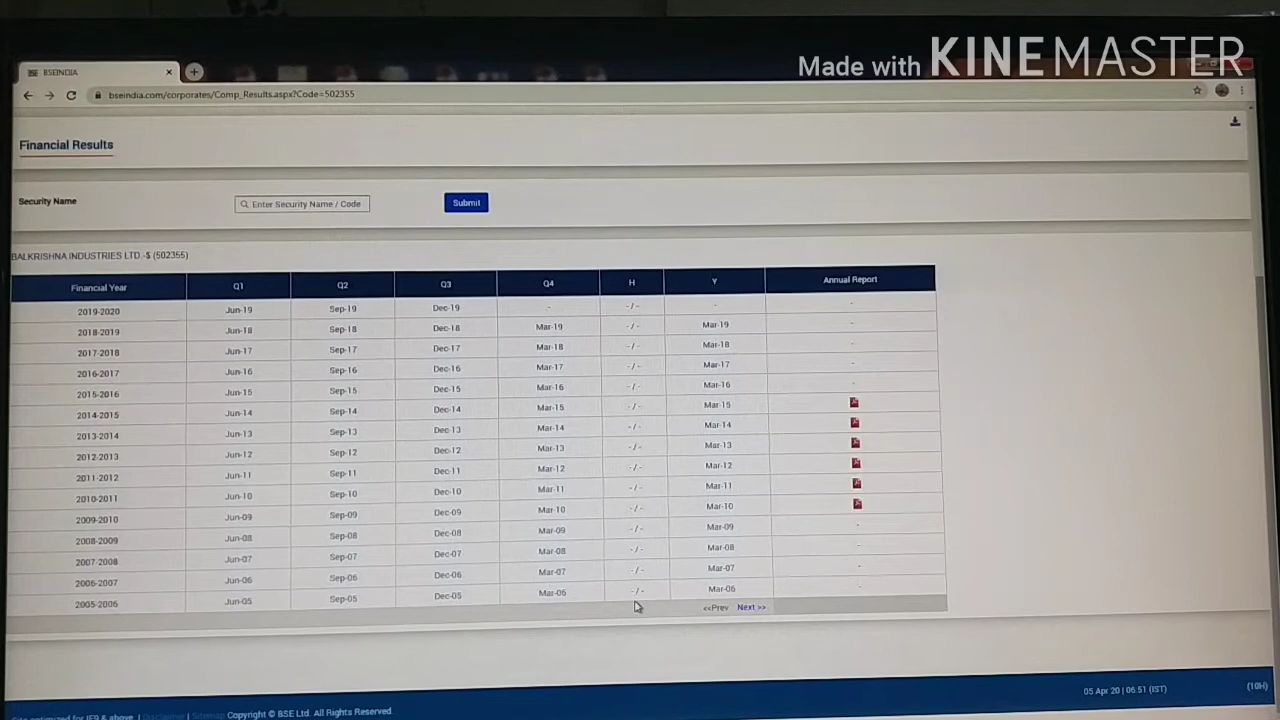 Made with KINEMASTER
BSEINDIA
bseindia.com/corporates/Comp_Results.aspx?Code=502355
Financial Results
Security Name Enter Security Name / Code Submit
BALKRISHNA INDUSTRIES LTD.-$ (502355)
Financial Year Q1 Q2 Q3 Q4 H Y Annual Report
2019-2020 Jun-19 Sep-19 Dec-19 - -/- - -
2018-2019 Jun-18 Sep-18 Dec-18 Mar-19 -/- Mar-19 -
2017-2018 Jun-17 Sep-17 Dec-17 Mar-18 -/- Mar-18 -
2016-2017 Jun-16 Sep-16 Dec-16 Mar-17 -/- Mar-17 -
2015-2016 Jun-15 Sep-15 Dec-15 Mar-16 -/- Mar-16 -
2014-2015 Jun-14 Sep-14 Dec-14 Mar-15 -/- Mar-15
2013-2014 Jun-13 Sep-13 Dec-13 Mar-14 -/- Mar-14
2012-2013 Jun-12 Sep-12 Dec-12 Mar-13 -/- Mar-13
2011-2012 Jun-11 Sep-11 Dec-11 Mar-12 -/- Mar-12
2010-2011 Jun-10 Sep-10 Dec-10 Mar-11 -/- Mar-11
2009-2010 Jun-09 Sep-09 Dec-09 Mar-10 -/- Mar-10
2008-2009 Jun-08 Sep-08 Dec-08 Mar-09 -/- Mar-09 -
2007-2008 Jun-07 Sep-07 Dec-07 Mar-08 -/- Mar-08 -
2006-2007 Jun-06 Sep-06 Dec-06 Mar-07 -/- Mar-07 -
2005-2006 Jun-05 Sep-05 Dec-05 Mar-06 -/- Mar-06 -
<<Prev Next >>
05 Apr 20 | 06.51 (IST) (10H)
Site optimized for IE9 & above | Disclaimer | Sitemap Copyright © BSE Ltd. All Rights Reserved.